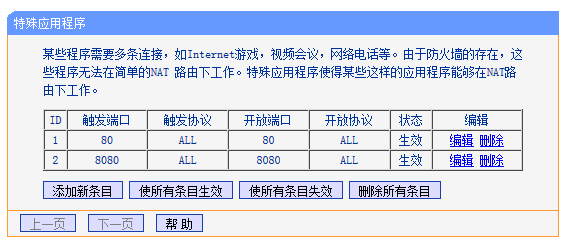 特殊应用程序
某些程序需要多条连接，如Internet游戏，视频会议，网络电话等。由于防火墙的存在，这
些程序无法在简单的NAT 路由下工作。特殊应用程序使得某些这样的应用程序能够在NAT路
由下工作。
ID 触发端口 触发协议 开放端口 开放协议 状态 编辑
1 80 ALL 80 ALL 生效 编辑 删除
2 8080 ALL 8080 ALL 生效 编辑 删除
添加新条目 使所有条目生效 使所有条目失效 删除所有条目
上一页 下一页 帮 助